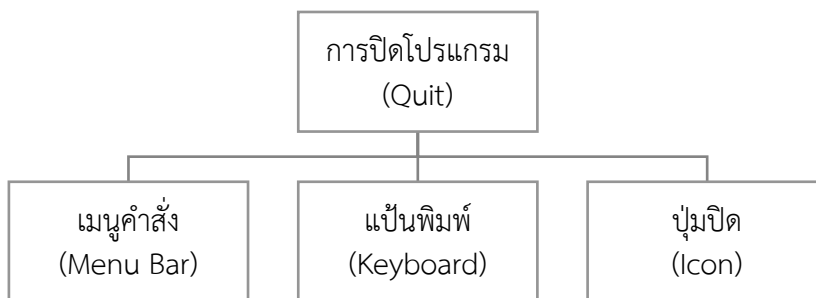 การปิดโปรแกรม
(Quit)
เมนูคำสั่ง
(Menu Bar)
แป้นพิมพ์
(Keyboard)
ปุ่มปิด
(Icon)